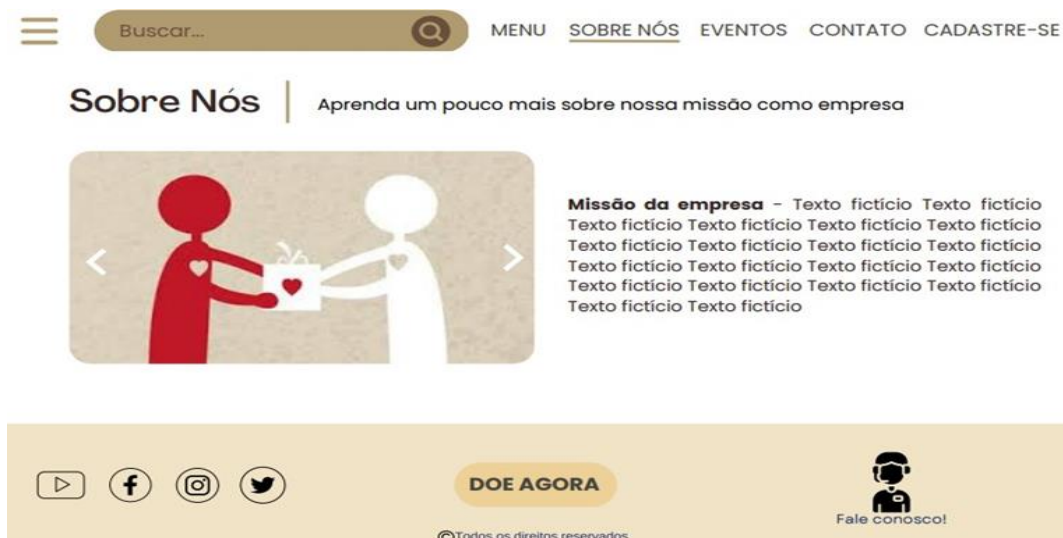 Buscar...
MENU SOBRE NÓS EVENTOS CONTATO CADASTRE-SE
Sobre Nós
Aprenda um pouco mais sobre nossa missão como empresa
Missão da empresa - Texto fictício Texto fictício
Texto fictício Texto fictício Texto fictício Texto fictício
Texto fictício Texto fictício Texto fictício Texto fictício
Texto fictício Texto fictício Texto fictício Texto fictício
Texto fictício Texto fictício Texto fictício Texto fictício
Texto fictício Texto fictício
DOE AGORA
Fale conosco!
©Todos os direitos reservados